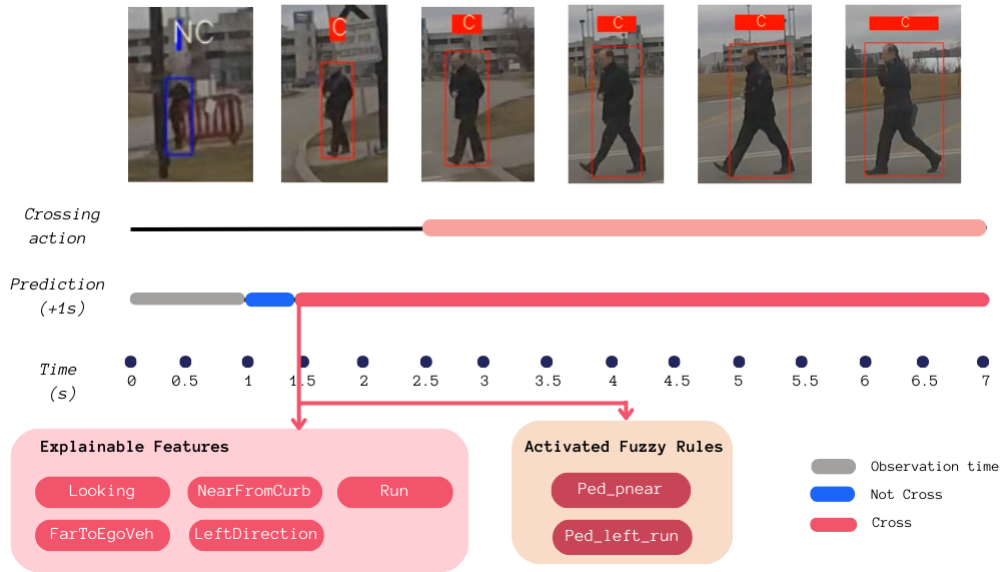 NC
C
C
C
C
C
Crossing
action
Prediction
(+1s)
Time
(s)
0 0.5 1 1.5 2 2.5 3 3.5 4 4.5 5 5.5 6 6.5 7
Explainable Features
Looking NearFromCurb Run
FarToEgoVeh LeftDirection
Activated Fuzzy Rules
Ped_pnear
Ped_left_run
Observation time
Not Cross
Cross